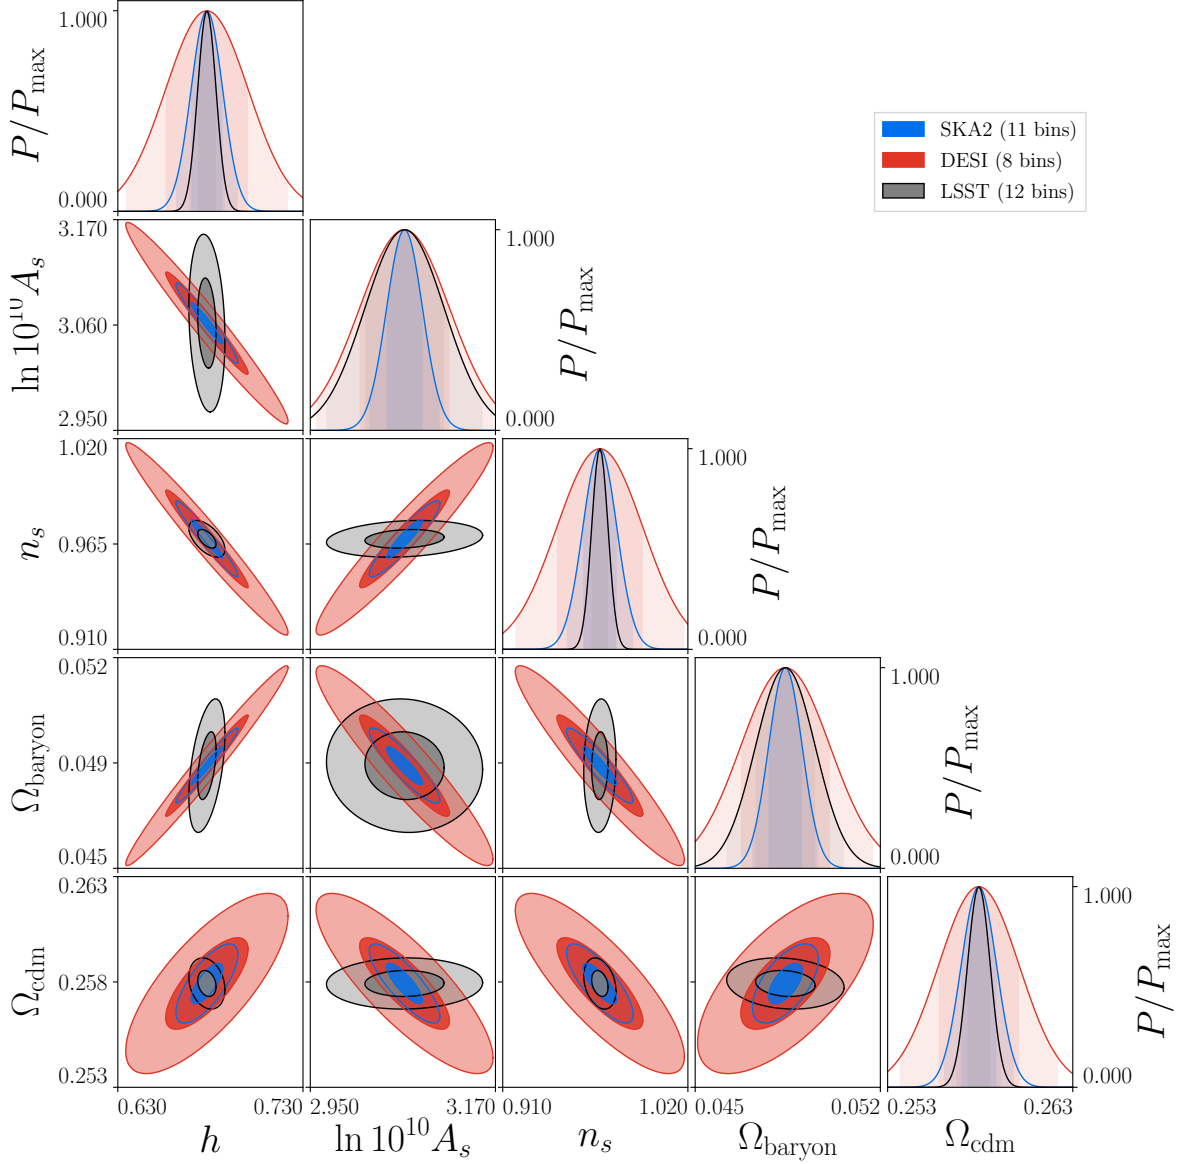 1.000
P/P_max
0.000
SKA2 (11 bins)
DESI (8 bins)
LSST (12 bins)
3.170
ln 10^10 A_s
3.060
2.950
1.000
P/P_max
0.000
1.020
n_s
0.965
0.910
1.000
P/P_max
0.000
0.052
Ω_baryon
0.049
0.045
1.000
P/P_max
0.000
0.263
Ω_cdm
0.258
0.253
1.000
P/P_max
0.000
0.630 0.730 2.950 3.170 0.910 1.020 0.045 0.052 0.253 0.263
h ln 10^10 A_s n_s Ω_baryon Ω_cdm